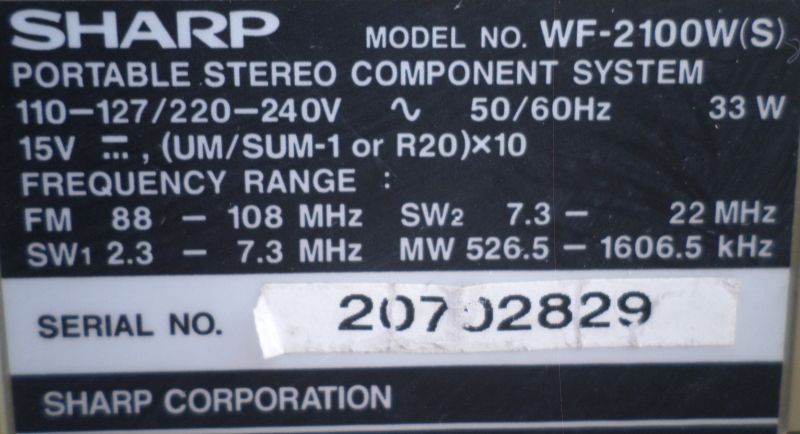 SHARP MODEL NO. WF-2100W(S)
PORTABLE STEREO COMPONENT SYSTEM
110-127/220-240V ∿ 50/60Hz 33 W
15V ⎓, (UM/SUM-1 or R20)×10
FREQUENCY RANGE :
FM 88 - 108 MHz SW2 7.3 - 22 MHz
SW1 2.3 - 7.3 MHz MW 526.5 - 1606.5 kHz
SERIAL NO. 20702829
SHARP CORPORATION